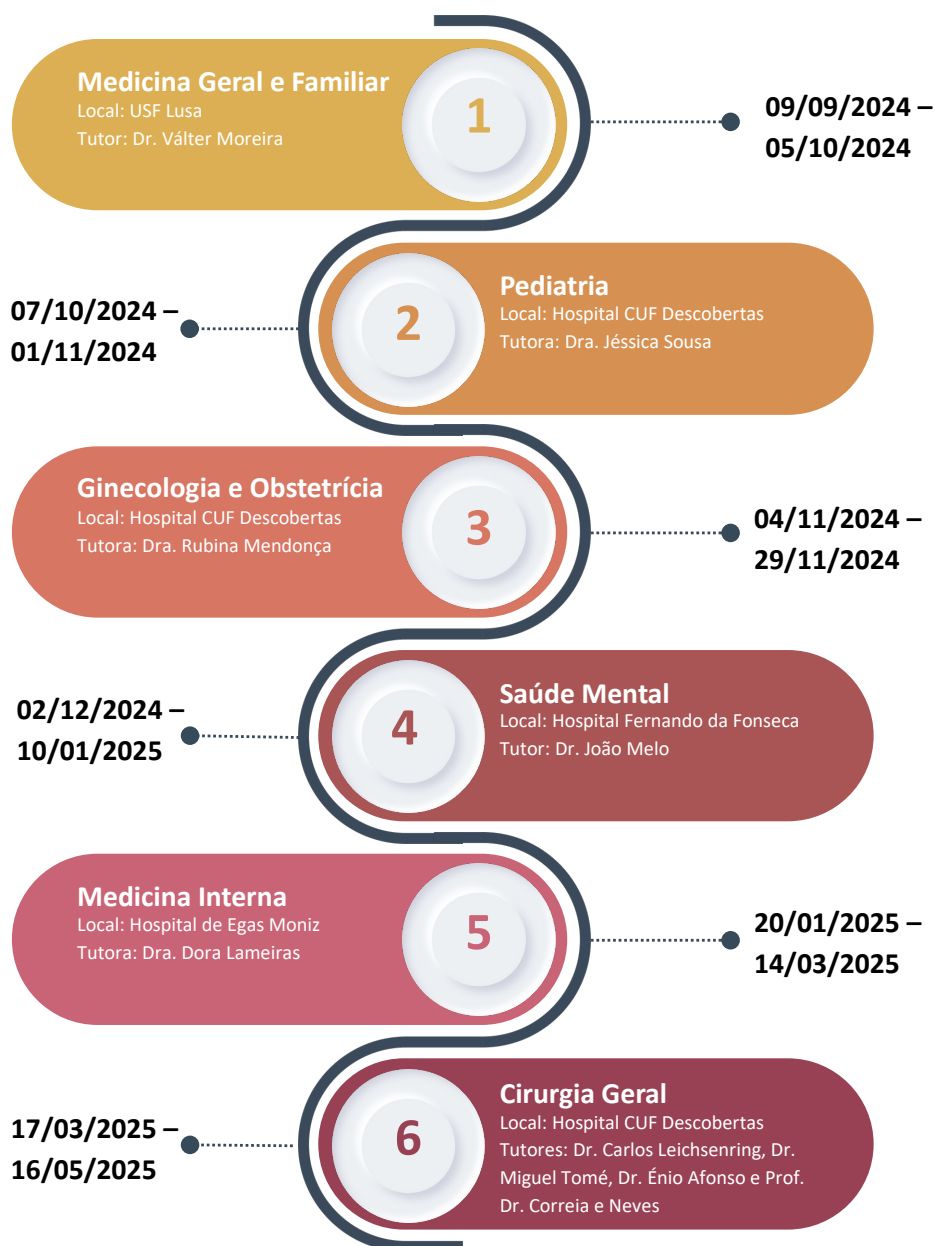 Medicina Geral e Familiar
Local: USF Lusa
Tutor: Dr. Válter Moreira
1
09/09/2024 –
05/10/2024
07/10/2024 –
01/11/2024
2
Pediatria
Local: Hospital CUF Descobertas
Tutora: Dra. Jéssica Sousa
Ginecologia e Obstetrícia
Local: Hospital CUF Descobertas
Tutora: Dra. Rubina Mendonça
3
04/11/2024 –
29/11/2024
02/12/2024 –
10/01/2025
4
Saúde Mental
Local: Hospital Fernando da Fonseca
Tutor: Dr. João Melo
Medicina Interna
Local: Hospital de Egas Moniz
Tutora: Dra. Dora Lameiras
5
20/01/2025 –
14/03/2025
17/03/2025 –
16/05/2025
6
Cirurgia Geral
Local: Hospital CUF Descobertas
Tutores: Dr. Carlos Leichsenring, Dr.
Miguel Tomé, Dr. Énio Afonso e Prof.
Dr. Correia e Neves